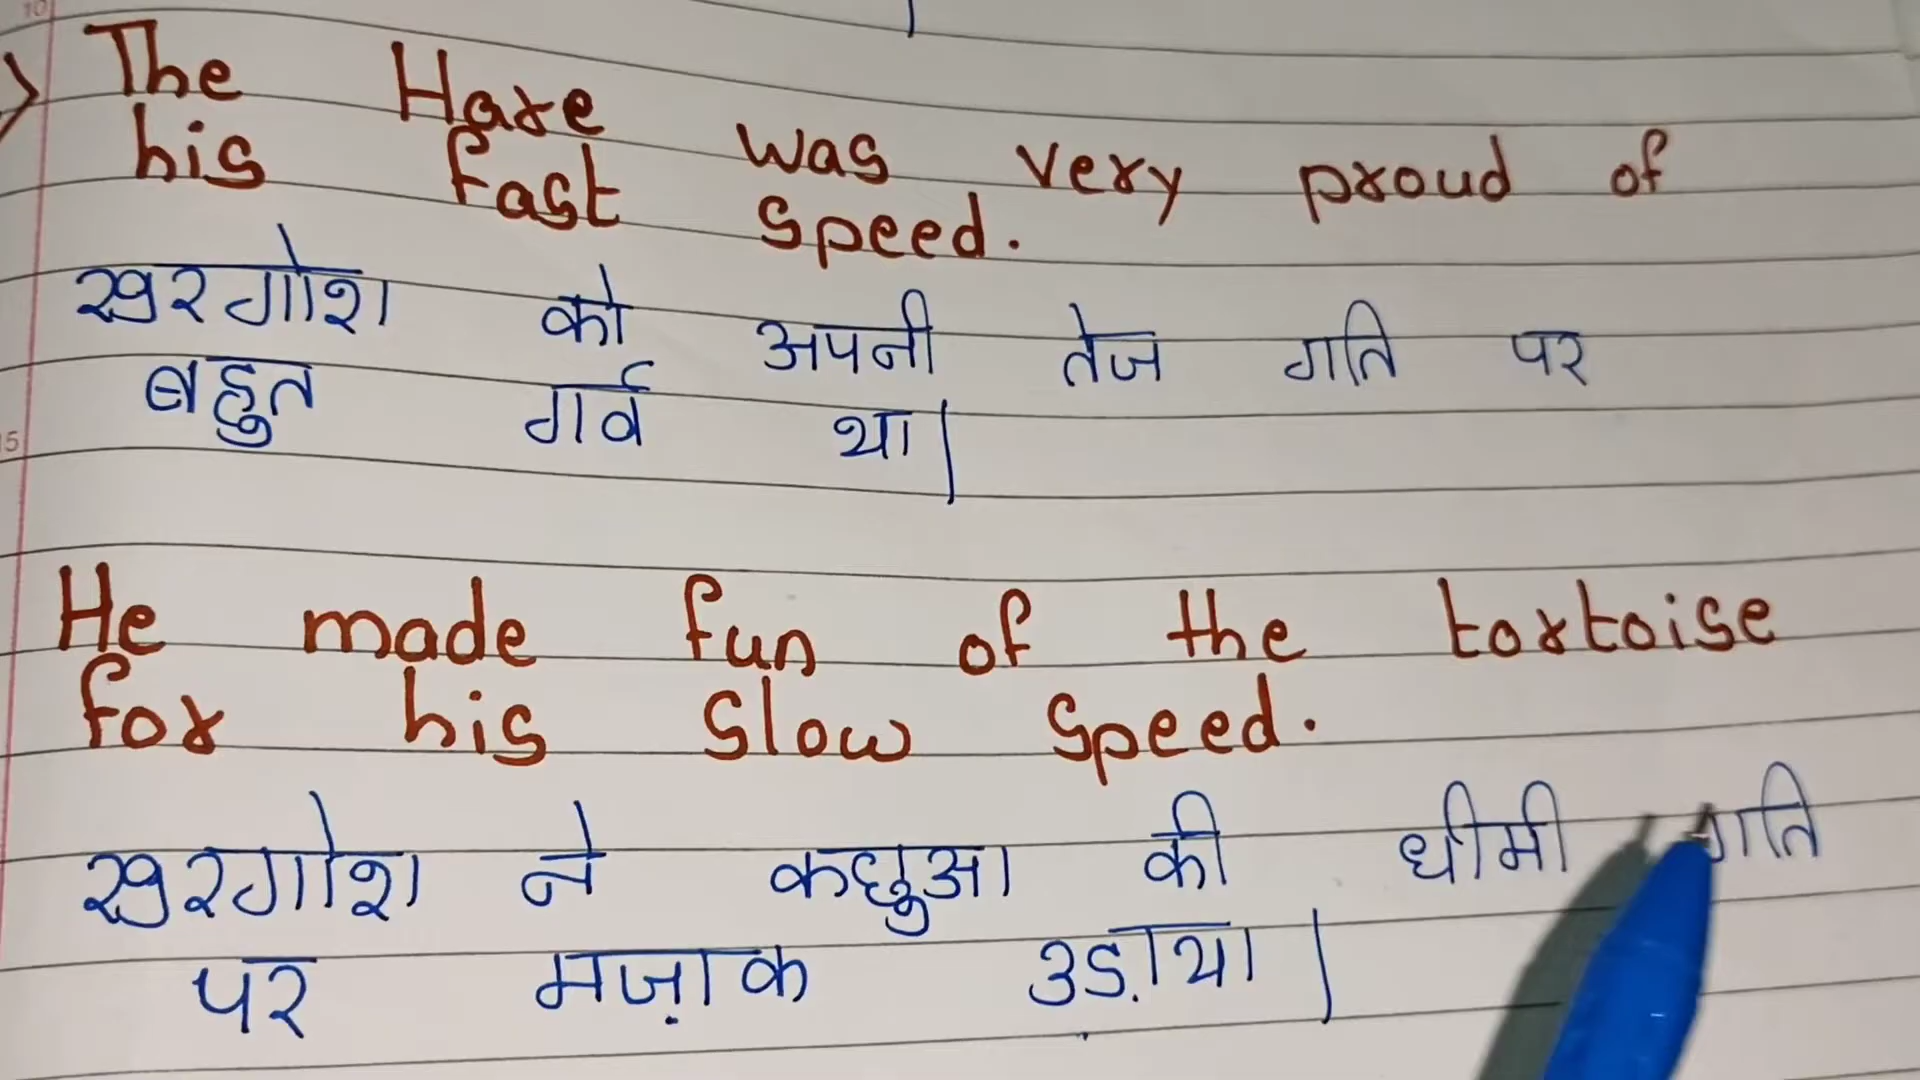 The Hare was very proud of
his fast speed.
खरगोश को अपनी तेज गति पर
बहुत गर्व था|
He made fun of the tortoise
for his slow speed.
खरगोश ने कछुआ की धीमी गति
पर मज़ाक उड़ाया|